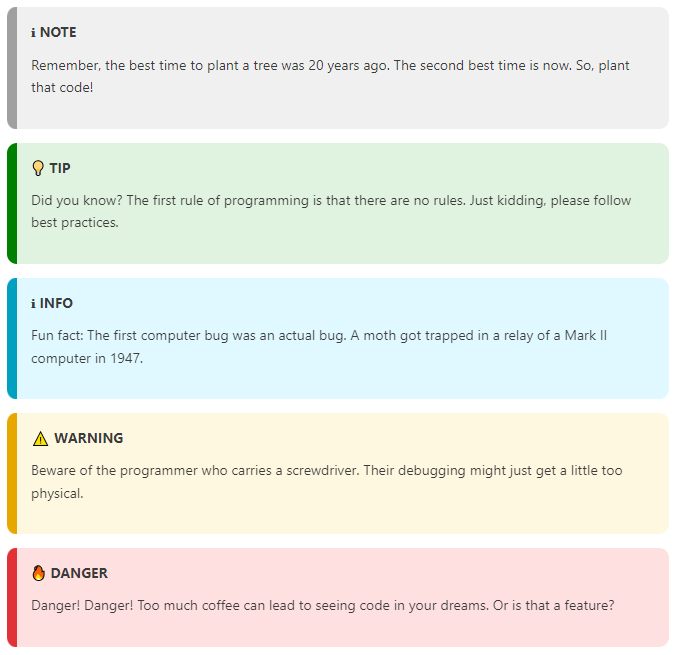 ℹ NOTE
Remember, the best time to plant a tree was 20 years ago. The second best time is now. So, plant
that code!
💡 TIP
Did you know? The first rule of programming is that there are no rules. Just kidding, please follow
best practices.
ℹ INFO
Fun fact: The first computer bug was an actual bug. A moth got trapped in a relay of a Mark II
computer in 1947.
⚠ WARNING
Beware of the programmer who carries a screwdriver. Their debugging might just get a little too
physical.
🔥 DANGER
Danger! Danger! Too much coffee can lead to seeing code in your dreams. Or is that a feature?